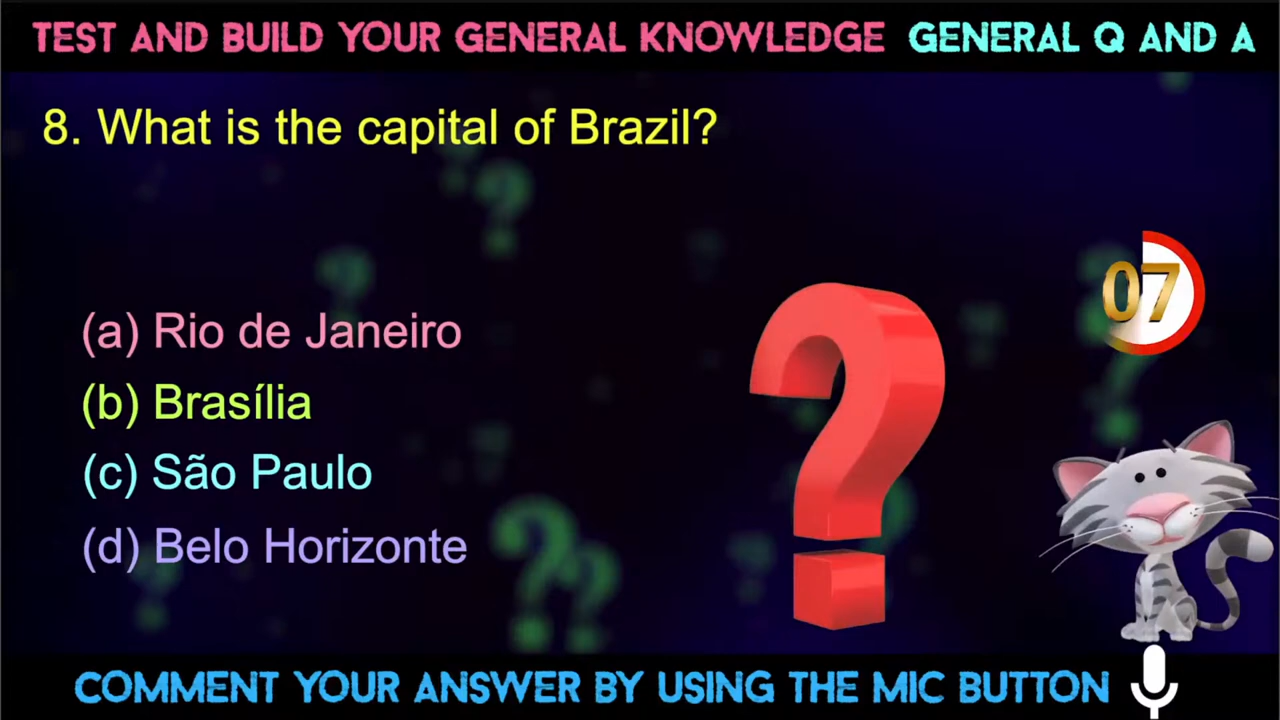 TEST AND BUILD YOUR GENERAL KNOWLEDGE GENERAL Q AND A
8. What is the capital of Brazil?
07
(a) Rio de Janeiro
(b) Brasília
(c) São Paulo
(d) Belo Horizonte
COMMENT YOUR ANSWER BY USING THE MIC BUTTON